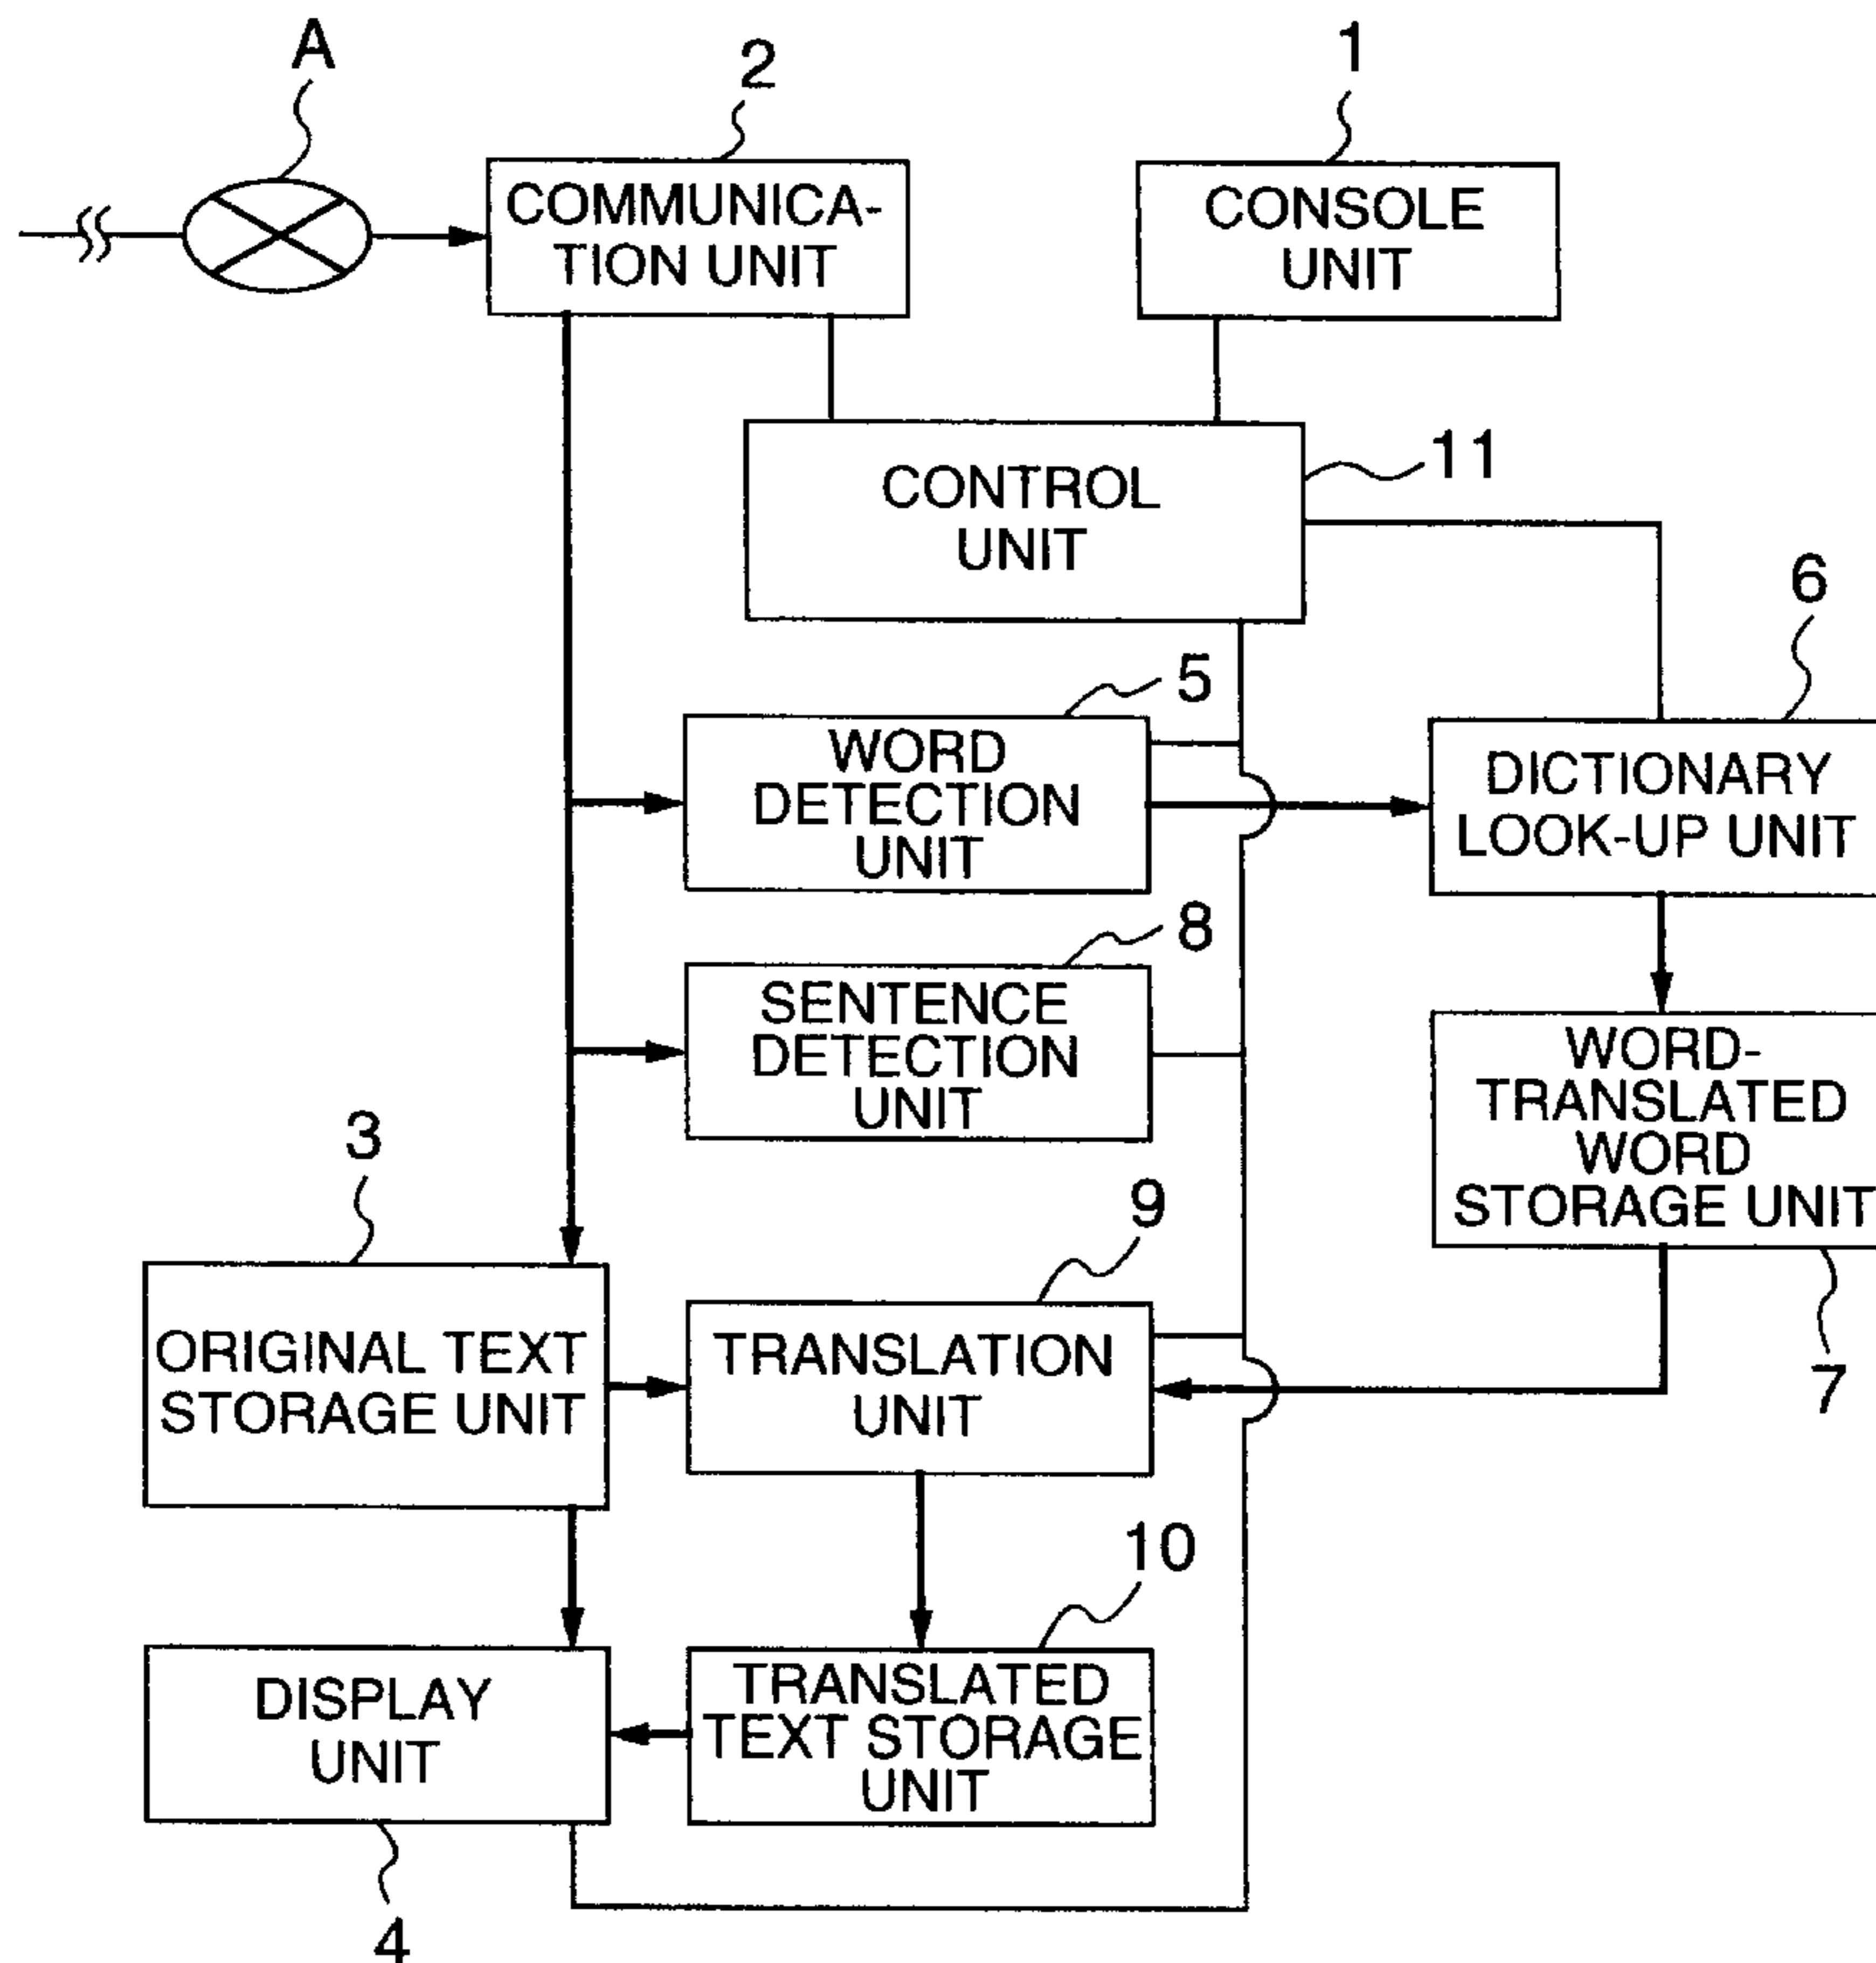 A
2
1
COMMUNICA-
TION UNIT
CONSOLE
UNIT
CONTROL
UNIT
11
6
5
WORD
DETECTION
UNIT
DICTIONARY
LOOK-UP UNIT
8
SENTENCE
DETECTION
UNIT
WORD-
TRANSLATED
WORD
STORAGE UNIT
3
9
ORIGINAL TEXT
STORAGE UNIT
TRANSLATION
UNIT
7
10
DISPLAY
UNIT
TRANSLATED
TEXT STORAGE
UNIT
4